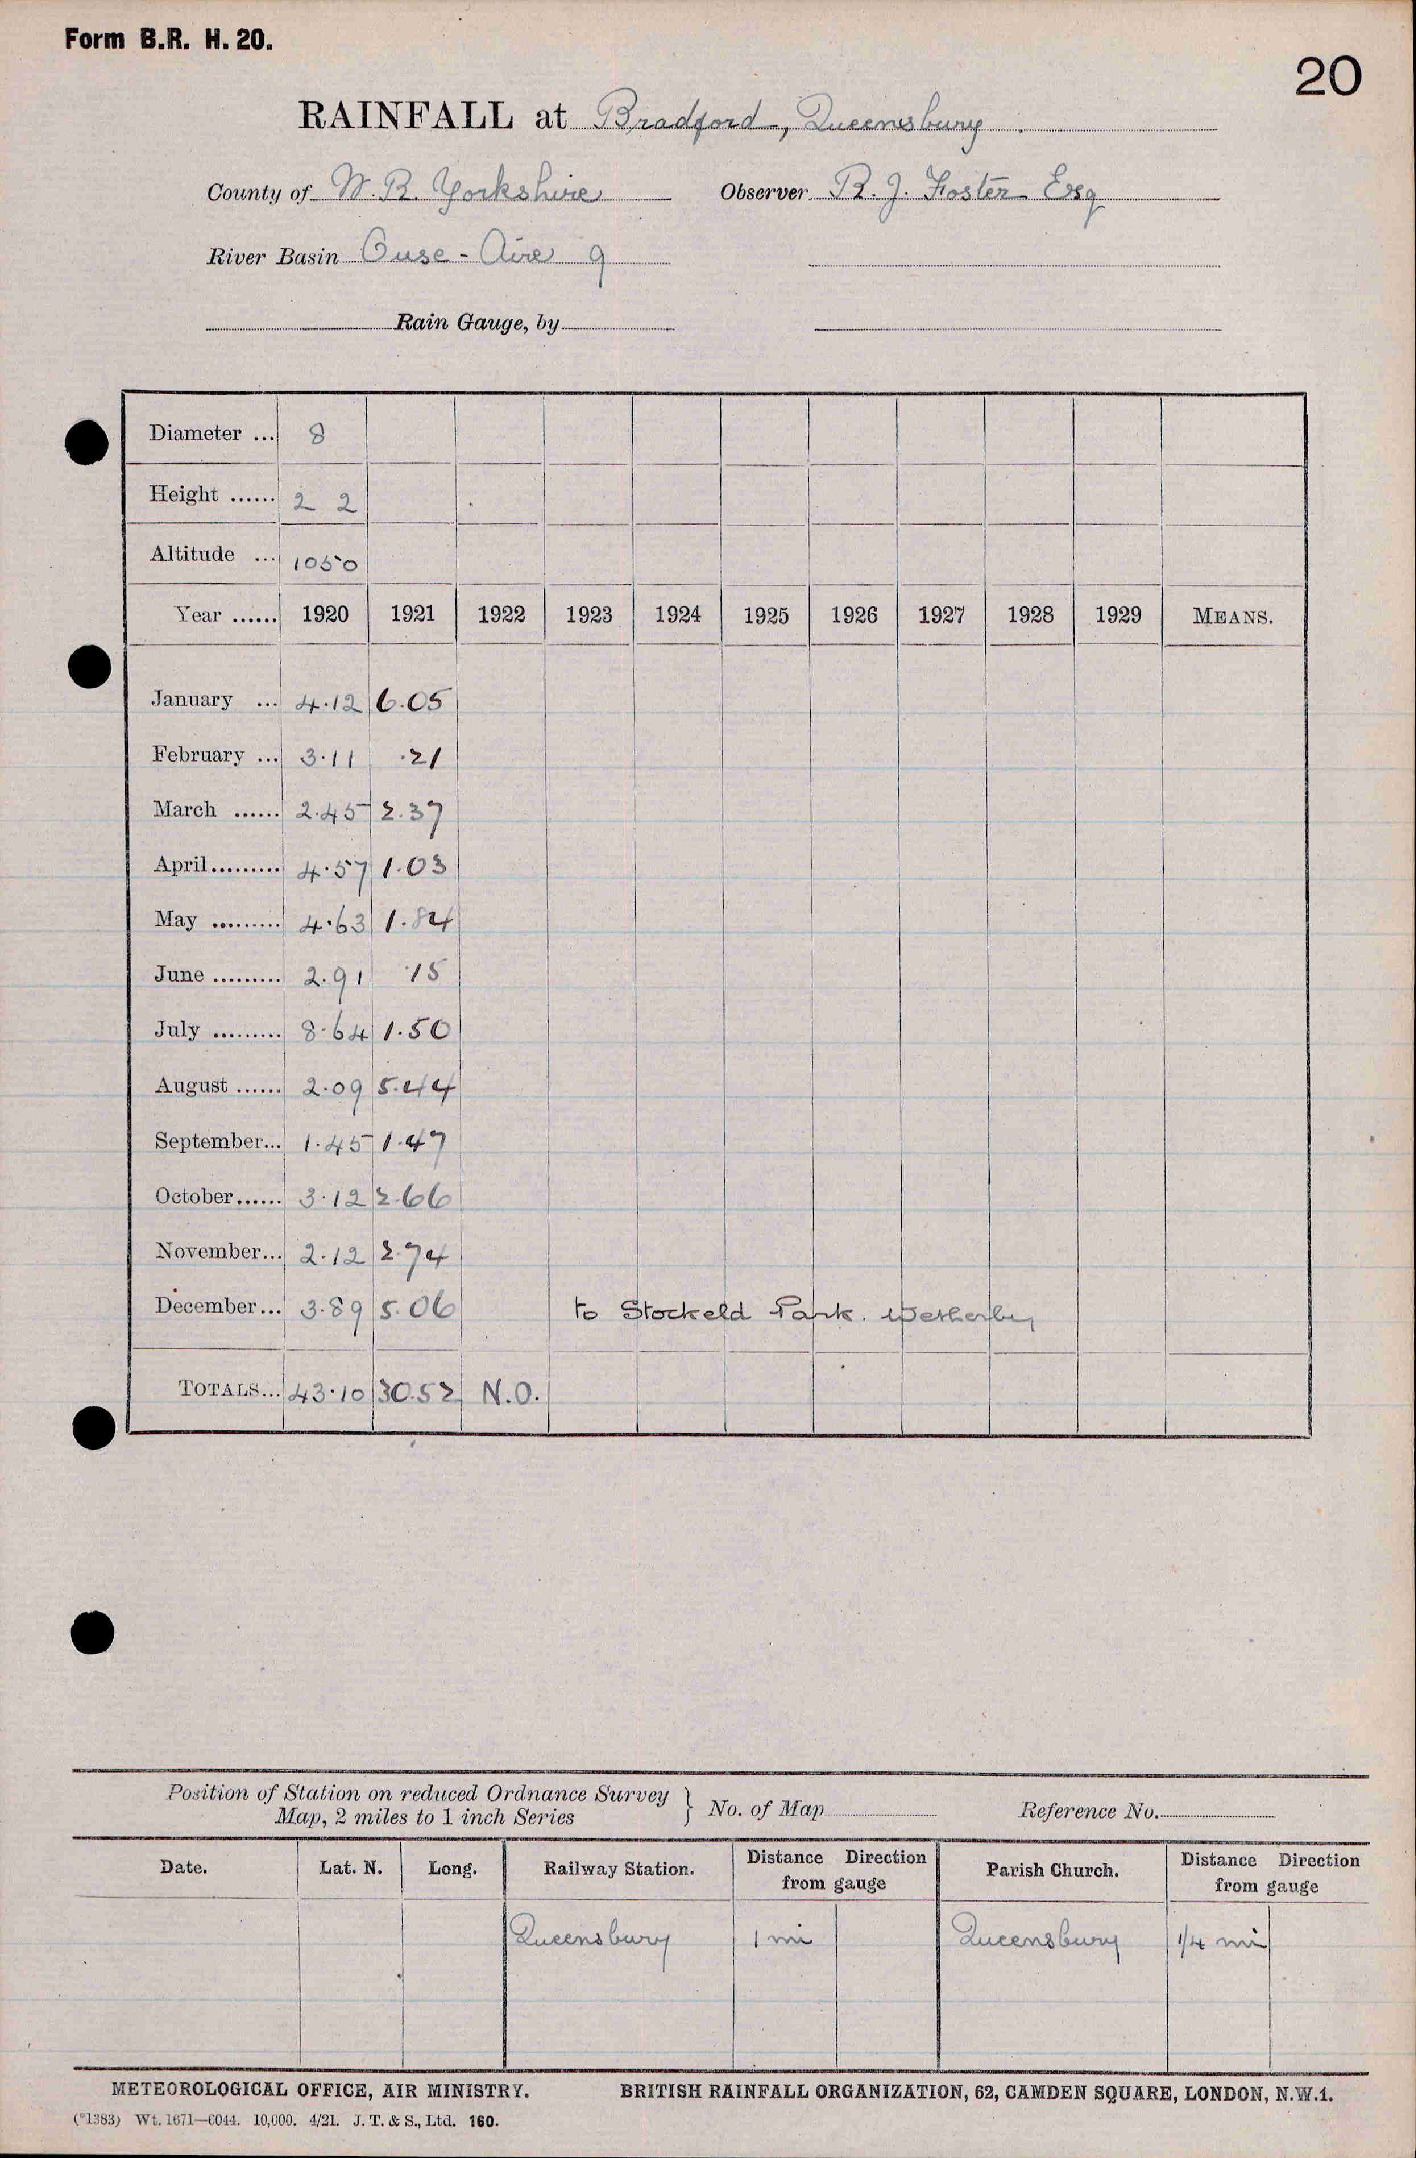 Form B.R. H. 20.
20
RAINFALL at Bradford, Queensbury
County of W. R. Yorkshire Observer R. J. Foster Esq
River Basin Ouse - Aire 9
Rain Gauge, by
Diameter ... 8
Height ...... 2 2
Altitude ... 1050
Year ...... 1920 1921 1922 1923 1924 1925 1926 1927 1928 1929 MEANS.
January ... 4.12 6.05
February ... 3.11 .21
March ...... 2.45 2.37
April......... 4.57 1.03
May ......... 4.63 1.84
June ......... 2.91 .15
July ......... 8.64 1.50
August ...... 2.09 5.44
September... 1.45 1.47
October...... 3.12 2.66
November... 2.12 2.74
December... 3.89 5.06 to Stockeld Park. Wetherby
TOTALS... 43.10 30.52 N.O.
Position of Station on reduced Ordnance Survey
Map, 2 miles to 1 inch Series } No. of Map Reference No.
Date. Lat. N. Long. Railway Station. Distance Direction from gauge Parish Church. Distance Direction from gauge
Queensbury 1 mi Queensbury 1/4 mi
METEOROLOGICAL OFFICE, AIR MINISTRY. BRITISH RAINFALL ORGANIZATION, 62, CAMDEN SQUARE, LONDON, N.W.1.
(*1383) Wt. 1671—6044. 10,000. 4/21. J. T. & S., Ltd. 160.